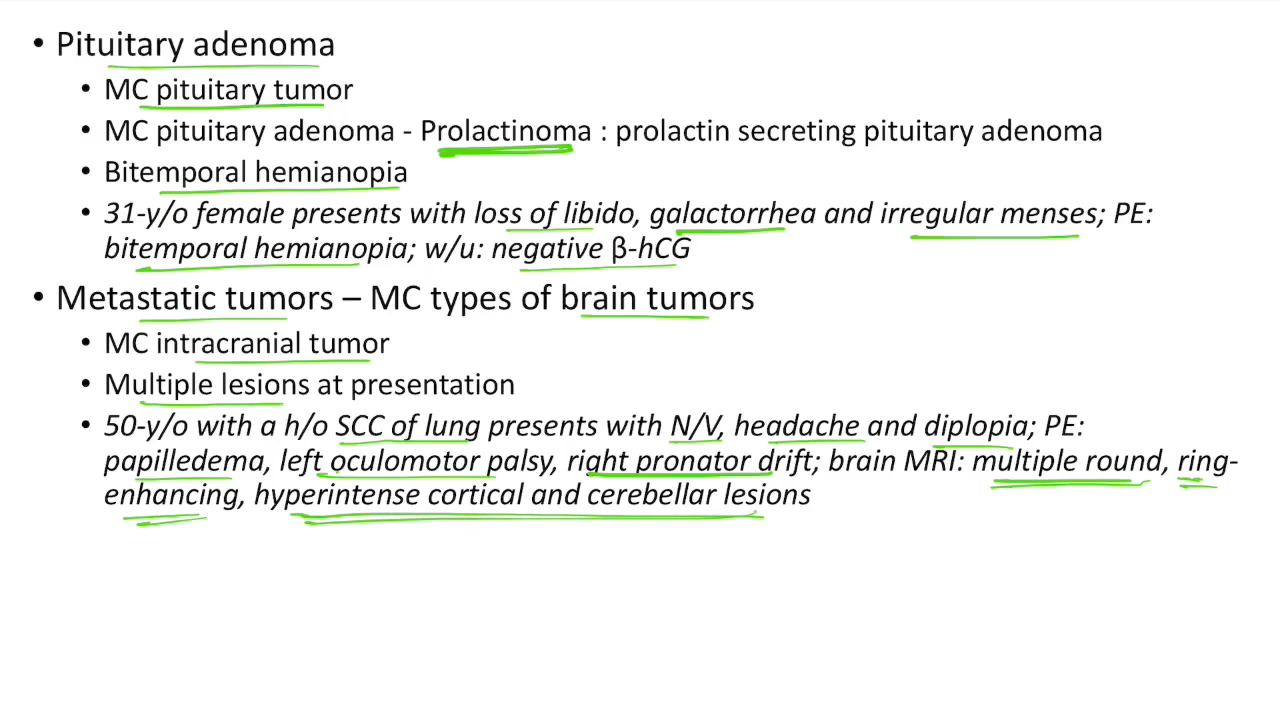 • Pituitary adenoma
• MC pituitary tumor
• MC pituitary adenoma - Prolactinoma : prolactin secreting pituitary adenoma
• Bitemporal hemianopia
• 31-y/o female presents with loss of libido, galactorrhea and irregular menses; PE:
bitemporal hemianopia; w/u: negative β-hCG
• Metastatic tumors – MC types of brain tumors
• MC intracranial tumor
• Multiple lesions at presentation
• 50-y/o with a h/o SCC of lung presents with N/V, headache and diplopia; PE:
papilledema, left oculomotor palsy, right pronator drift; brain MRI: multiple round, ring-
enhancing, hyperintense cortical and cerebellar lesions